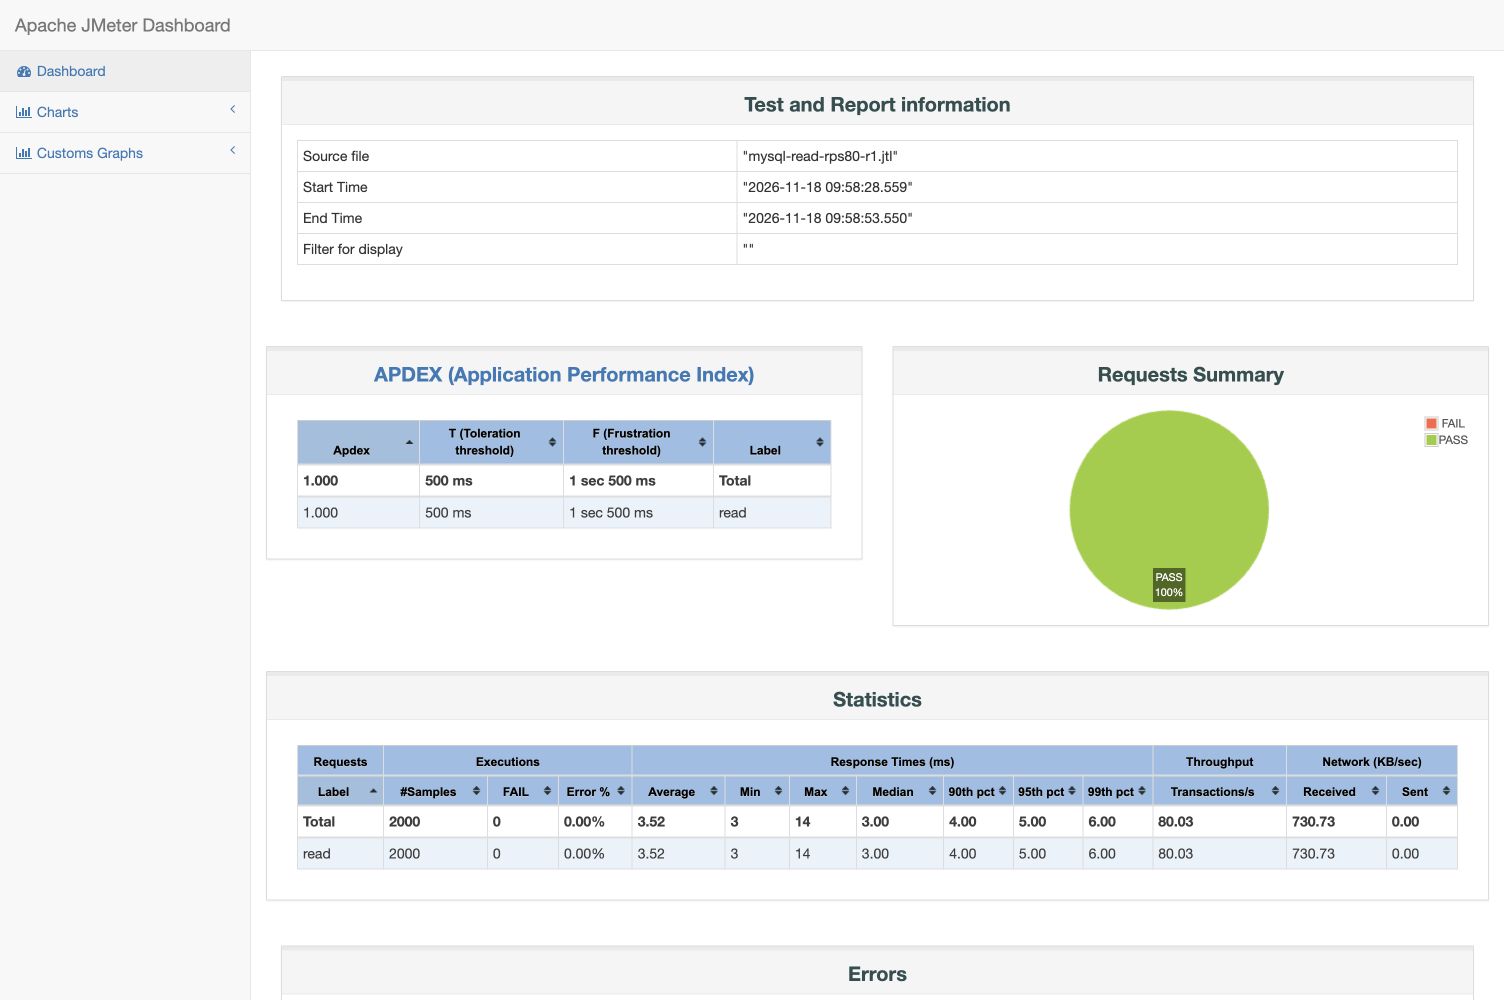 Apache JMeter Dashboard
Dashboard
Charts
Customs Graphs
Test and Report information
Source file "mysql-read-rps80-r1.jtl"
Start Time "2026-11-18 09:58:28.559"
End Time "2026-11-18 09:58:53.550"
Filter for display ""
APDEX (Application Performance Index)
Apdex T (Toleration threshold) F (Frustration threshold) Label
1.000 500 ms 1 sec 500 ms Total
1.000 500 ms 1 sec 500 ms read
Requests Summary
FAIL
PASS
PASS
100%
Statistics
Requests Executions Response Times (ms) Throughput Network (KB/sec)
Label #Samples FAIL Error % Average Min Max Median 90th pct 95th pct 99th pct Transactions/s Received Sent
Total 2000 0 0.00% 3.52 3 14 3.00 4.00 5.00 6.00 80.03 730.73 0.00
read 2000 0 0.00% 3.52 3 14 3.00 4.00 5.00 6.00 80.03 730.73 0.00
Errors